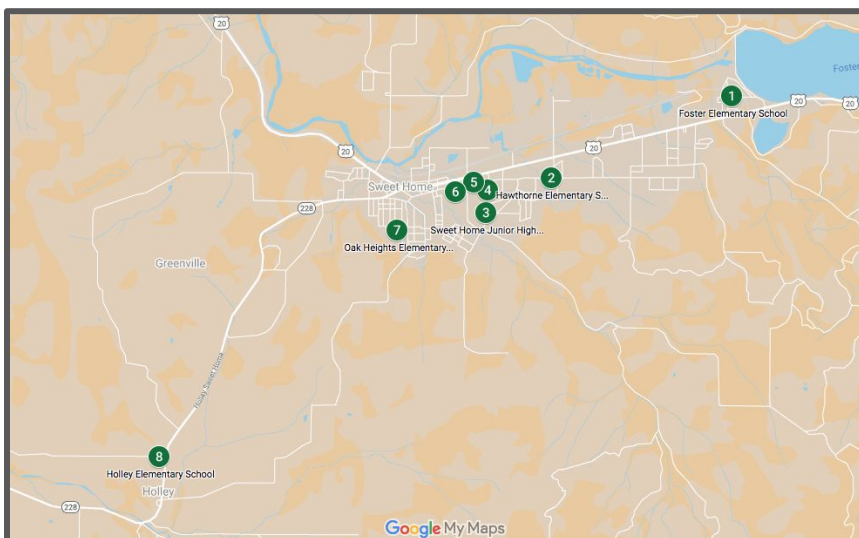 20
Foster
1
Foster Elementary School
20
20
20
20
2
Hawthorne Elementary S...
5
4
6
Sweet Home
228
3
Sweet Home Junior High...
7
Oak Heights Elementary...
Greenville
Holley Sweet Home
8
Holley Elementary School
Holley
228
Google My Maps